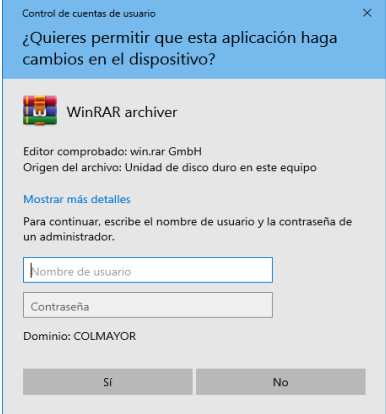 Control de cuentas de usuario
¿Quieres permitir que esta aplicación haga
cambios en el dispositivo?
WinRAR archiver
Editor comprobado: win.rar GmbH
Origen del archivo: Unidad de disco duro en este equipo
Mostrar más detalles
Para continuar, escribe el nombre de usuario y la contraseña de
un administrador.
Nombre de usuario
Contraseña
Dominio: COLMAYOR
Sí
No